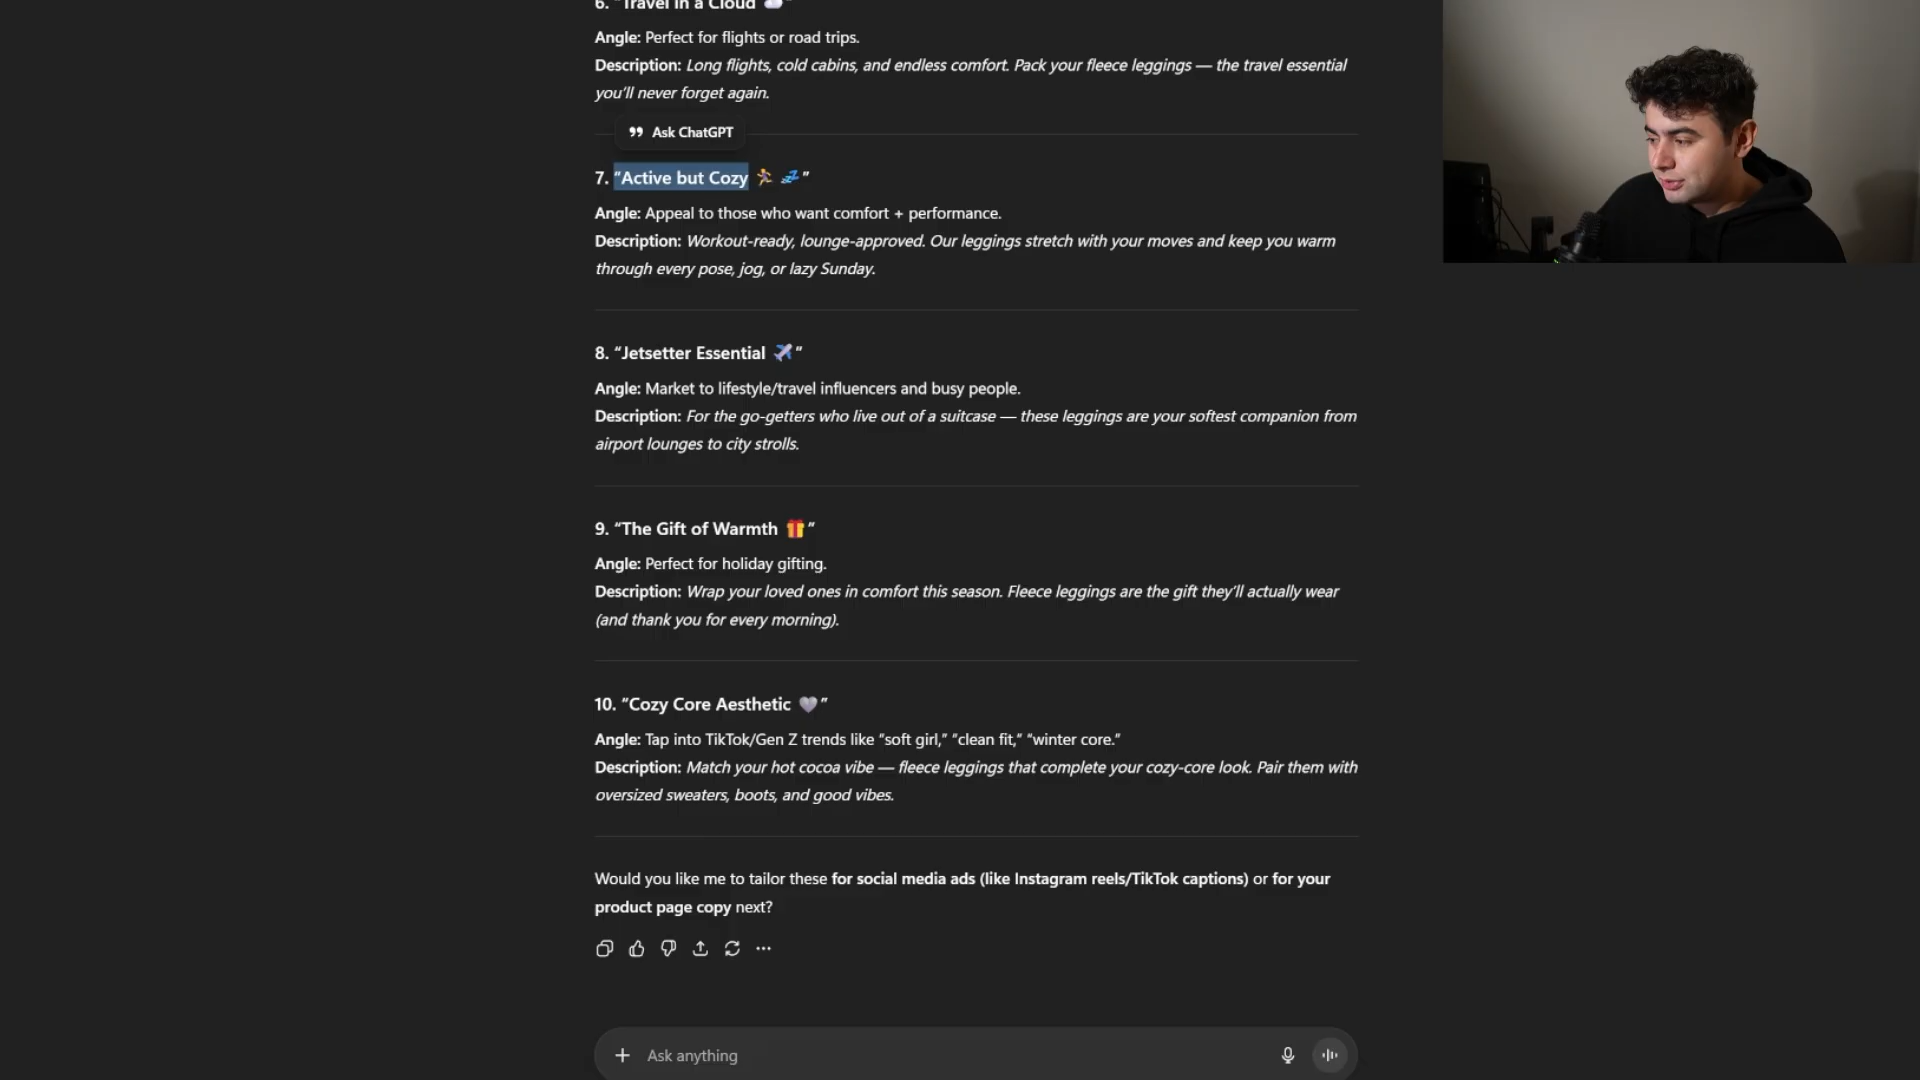 6. “Travel in a Cloud ☁️”
Angle: Perfect for flights or road trips.
Description: Long flights, cold cabins, and endless comfort. Pack your fleece leggings — the travel essential
you’ll never forget again.
Ask ChatGPT
7. “Active but Cozy 🏃‍♀️ 💤”
Angle: Appeal to those who want comfort + performance.
Description: Workout-ready, lounge-approved. Our leggings stretch with your moves and keep you warm
through every pose, jog, or lazy Sunday.
8. “Jetsetter Essential ✈️”
Angle: Market to lifestyle/travel influencers and busy people.
Description: For the go-getters who live out of a suitcase — these leggings are your softest companion from
airport lounges to city strolls.
9. “The Gift of Warmth 🎁”
Angle: Perfect for holiday gifting.
Description: Wrap your loved ones in comfort this season. Fleece leggings are the gift they’ll actually wear
(and thank you for every morning).
10. “Cozy Core Aesthetic 🩶”
Angle: Tap into TikTok/Gen Z trends like “soft girl,” “clean fit,” “winter core.”
Description: Match your hot cocoa vibe — fleece leggings that complete your cozy-core look. Pair them with
oversized sweaters, boots, and good vibes.
Would you like me to tailor these for social media ads (like Instagram reels/TikTok captions) or for your
product page copy next?
Ask anything